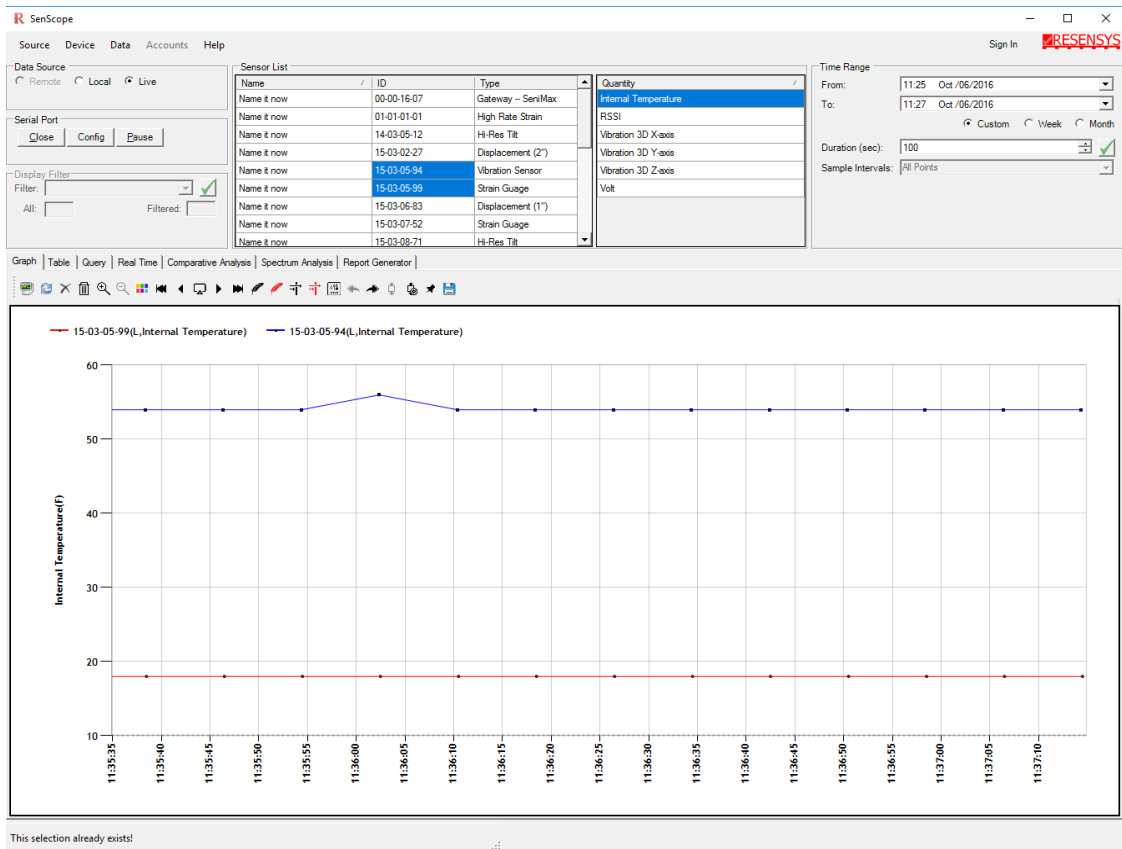 SenScope
Source Device Data Accounts Help
Sign In
RESENSYS
Data Source
Remote Local Live
Serial Port
Close Config Pause
Display Filter
Filter:
All: Filtered:
Sensor List
Name ID Type
Name it now 00-00-16-07 Gateway – SeniMax
Name it now 01-01-01-01 High Rate Strain
Name it now 14-03-05-12 Hi-Res Tilt
Name it now 15-03-02-27 Displacement (2")
Name it now 15-03-05-94 Vibration Sensor
Name it now 15-03-05-99 Strain Guage
Name it now 15-03-06-83 Displacement (1")
Name it now 15-03-07-52 Strain Guage
Name it now 15-03-08-71 Hi-Res Tilt
Quantity
Internal Temperature
RSSI
Vibration 3D X-axis
Vibration 3D Y-axis
Vibration 3D Z-axis
Volt
Time Range
From: 11:25 Oct /06/2016
To: 11:27 Oct /06/2016
Custom Week Month
Duration (sec): 100
Sample Intervals: All Points
Graph Table Query Real Time Comparative Analysis Spectrum Analysis Report Generator
15-03-05-99(L,Internal Temperature) 15-03-05-94(L,Internal Temperature)
Internal Temperature(F)
60
50
40
30
20
10
11:35:35 11:35:40 11:35:45 11:35:50 11:35:55 11:36:00 11:36:05 11:36:10 11:36:15 11:36:20 11:36:25 11:36:30 11:36:35 11:36:40 11:36:45 11:36:50 11:36:55 11:37:00 11:37:05 11:37:10
This selection already exists!